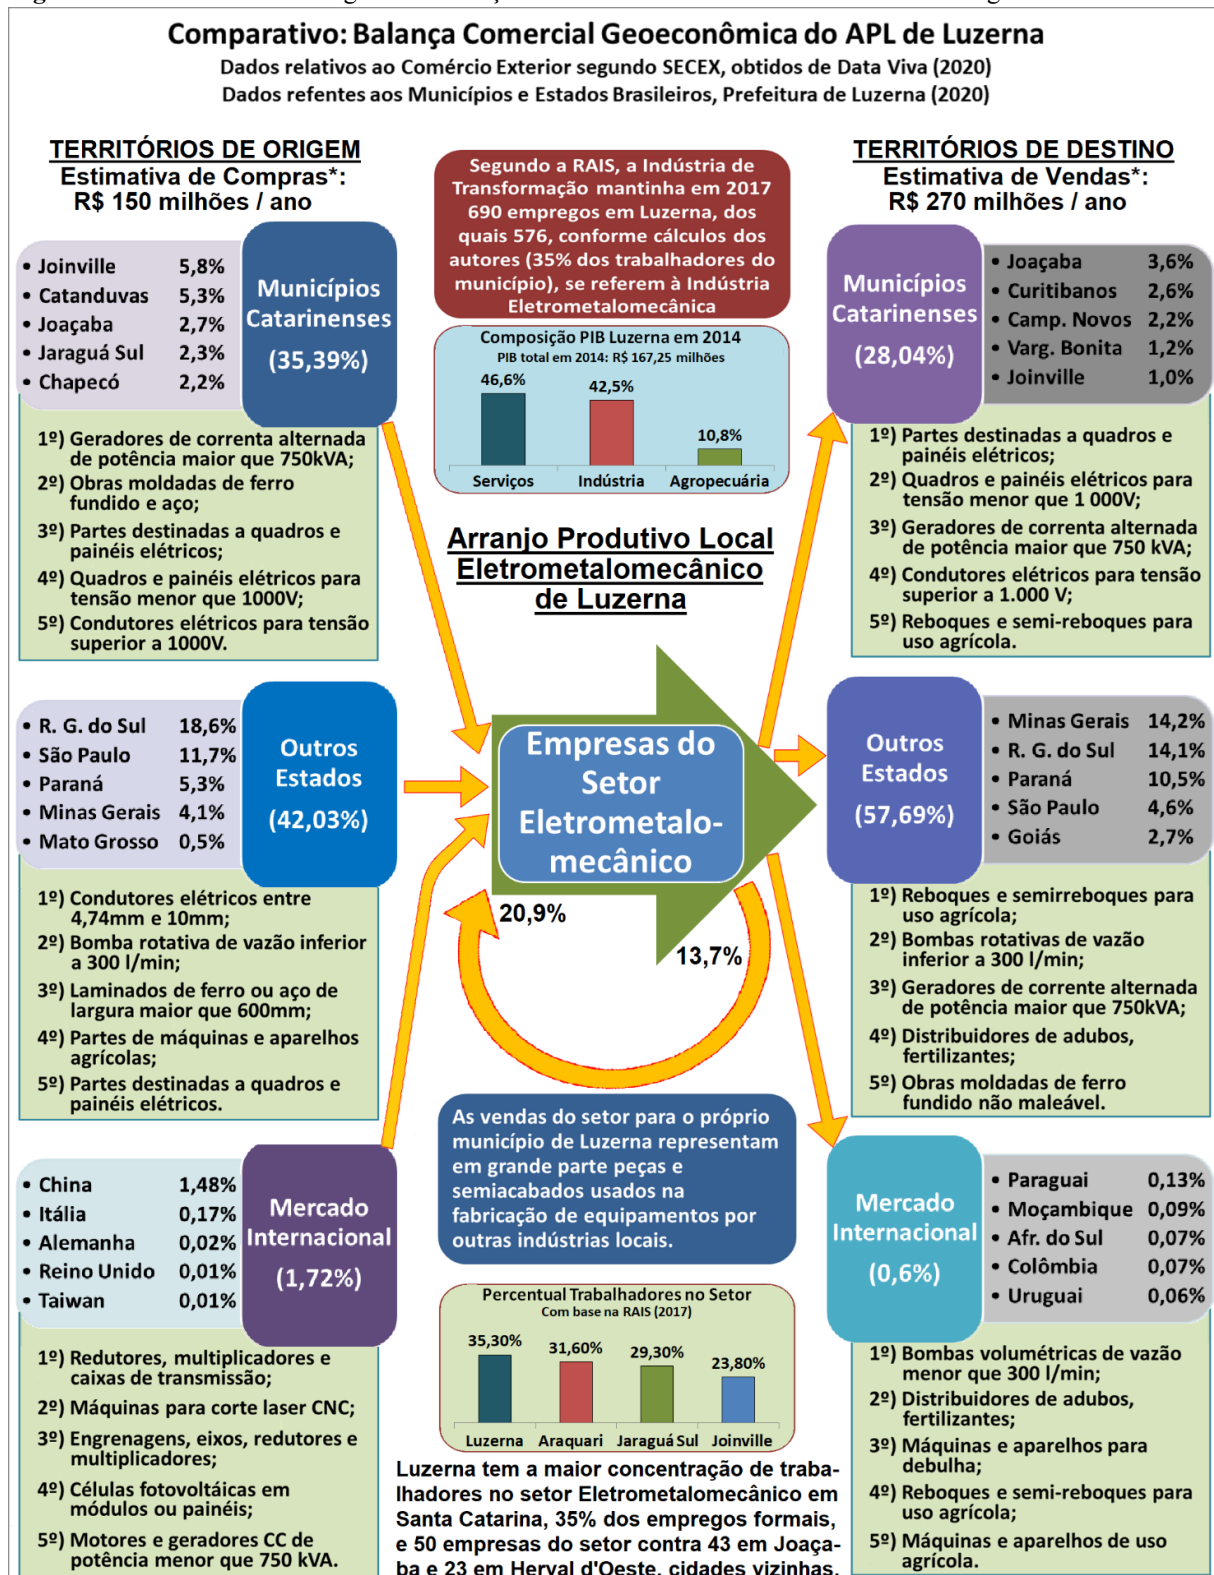 Comparativo: Balança Comercial Geoeconômica do APL de Luzerna
Dados relativos ao Comércio Exterior segundo SECEX, obtidos de Data Viva (2020)
Dados refentes aos Municípios e Estados Brasileiros, Prefeitura de Luzerna (2020)
TERRITÓRIOS DE ORIGEM
Estimativa de Compras*:
R$ 150 milhões / ano
• Joinville 5,8%
• Catanduvas 5,3%
• Joaçaba 2,7%
• Jaraguá Sul 2,3%
• Chapecó 2,2%
Municípios
Catarinenses
(35,39%)
1º) Geradores de correnta alternada
de potência maior que 750kVA;
2º) Obras moldadas de ferro
fundido e aço;
3º) Partes destinadas a quadros e
painéis elétricos;
4º) Quadros e painéis elétricos para
tensão menor que 1000V;
5º) Condutores elétricos para tensão
superior a 1000V.
• R. G. do Sul 18,6%
• São Paulo 11,7%
• Paraná 5,3%
• Minas Gerais 4,1%
• Mato Grosso 0,5%
Outros
Estados
(42,03%)
1º) Condutores elétricos entre
4,74mm e 10mm;
2º) Bomba rotativa de vazão inferior
a 300 l/min;
3º) Laminados de ferro ou aço de
largura maior que 600mm;
4º) Partes de máquinas e aparelhos
agrícolas;
5º) Partes destinadas a quadros e
painéis elétricos.
• China 1,48%
• Itália 0,17%
• Alemanha 0,02%
• Reino Unido 0,01%
• Taiwan 0,01%
Mercado
Internacional
(1,72%)
1º) Redutores, multiplicadores e
caixas de transmissão;
2º) Máquinas para corte laser CNC;
3º) Engrenagens, eixos, redutores e
multiplicadores;
4º) Células fotovoltáicas em
módulos ou painéis;
5º) Motores e geradores CC de
potência menor que 750 kVA.
Segundo a RAIS, a Indústria de
Transformação mantinha em 2017
690 empregos em Luzerna, dos
quais 576, conforme cálculos dos
autores (35% dos trabalhadores do
município), se referem à Indústria
Eletrometalomecânica
Composição PIB Luzerna em 2014
PIB total em 2014: R$ 167,25 milhões
46,6%
42,5%
10,8%
Serviços Indústria Agropecuária
Arranjo Produtivo Local
Eletrometalomecânico
de Luzerna
Empresas do
Setor
Eletrometalo-
mecânico
20,9%
13,7%
As vendas do setor para o próprio
município de Luzerna representam
em grande parte peças e
semiacabados usados na
fabricação de equipamentos por
outras indústrias locais.
Percentual Trabalhadores no Setor
Com base na RAIS (2017)
35,30%
31,60%
29,30%
23,80%
Luzerna Araquari Jaraguá Sul Joinville
Luzerna tem a maior concentração de traba-
lhadores no setor Eletrometalomecânico em
Santa Catarina, 35% dos empregos formais,
e 50 empresas do setor contra 43 em Joaça-
ba e 23 em Herval d'Oeste, cidades vizinhas.
TERRITÓRIOS DE DESTINO
Estimativa de Vendas*:
R$ 270 milhões / ano
Municípios
Catarinenses
(28,04%)
• Joaçaba 3,6%
• Curitibanos 2,6%
• Camp. Novos 2,2%
• Varg. Bonita 1,2%
• Joinville 1,0%
1º) Partes destinadas a quadros e
painéis elétricos;
2º) Quadros e painéis elétricos para
tensão menor que 1 000V;
3º) Geradores de correnta alternada
de potência maior que 750 kVA;
4º) Condutores elétricos para tensão
superior a 1.000 V;
5º) Reboques e semi-reboques para
uso agrícola.
Outros
Estados
(57,69%)
• Minas Gerais 14,2%
• R. G. do Sul 14,1%
• Paraná 10,5%
• São Paulo 4,6%
• Goiás 2,7%
1º) Reboques e semirreboques para
uso agrícola;
2º) Bombas rotativas de vazão
inferior a 300 l/min;
3º) Geradores de corrente alternada
de potência maior que 750kVA;
4º) Distribuidores de adubos,
fertilizantes;
5º) Obras moldadas de ferro
fundido não maleável.
Mercado
Internacional
(0,6%)
• Paraguai 0,13%
• Moçambique 0,09%
• Afr. do Sul 0,07%
• Colômbia 0,07%
• Uruguai 0,06%
1º) Bombas volumétricas de vazão
menor que 300 l/min;
2º) Distribuidores de adubos,
fertilizantes;
3º) Máquinas e aparelhos para
debulha;
4º) Reboques e semi-reboques para
uso agrícola;
5º) Máquinas e aparelhos de uso
agrícola.